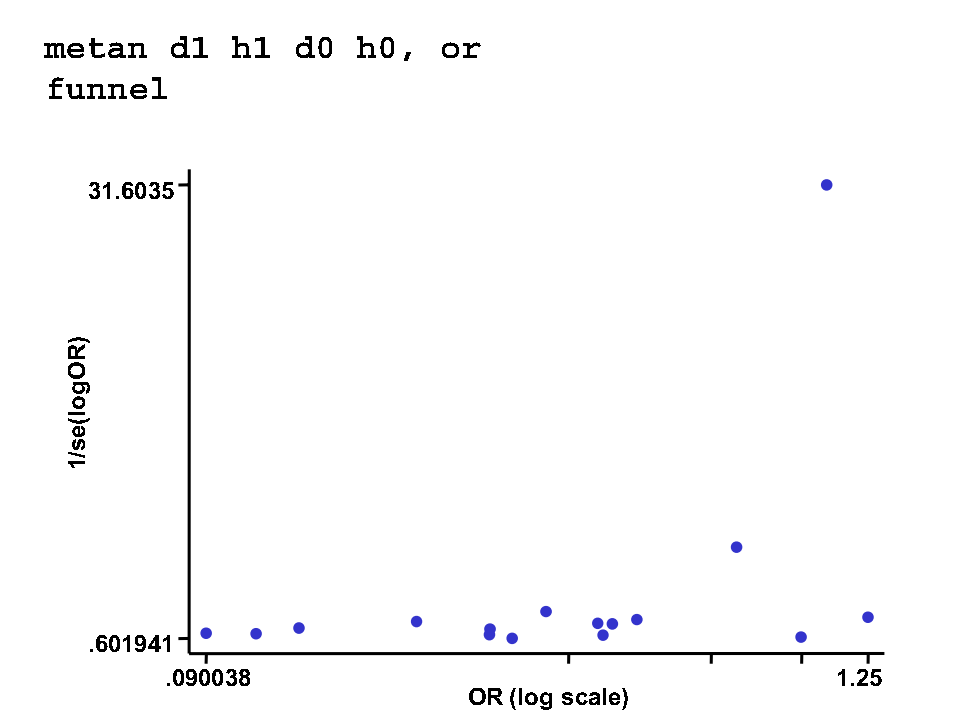 metan d1 h1 d0 h0, or
funnel
31.6035
1/se(logOR)
.601941
.090038
1.25
OR (log scale)